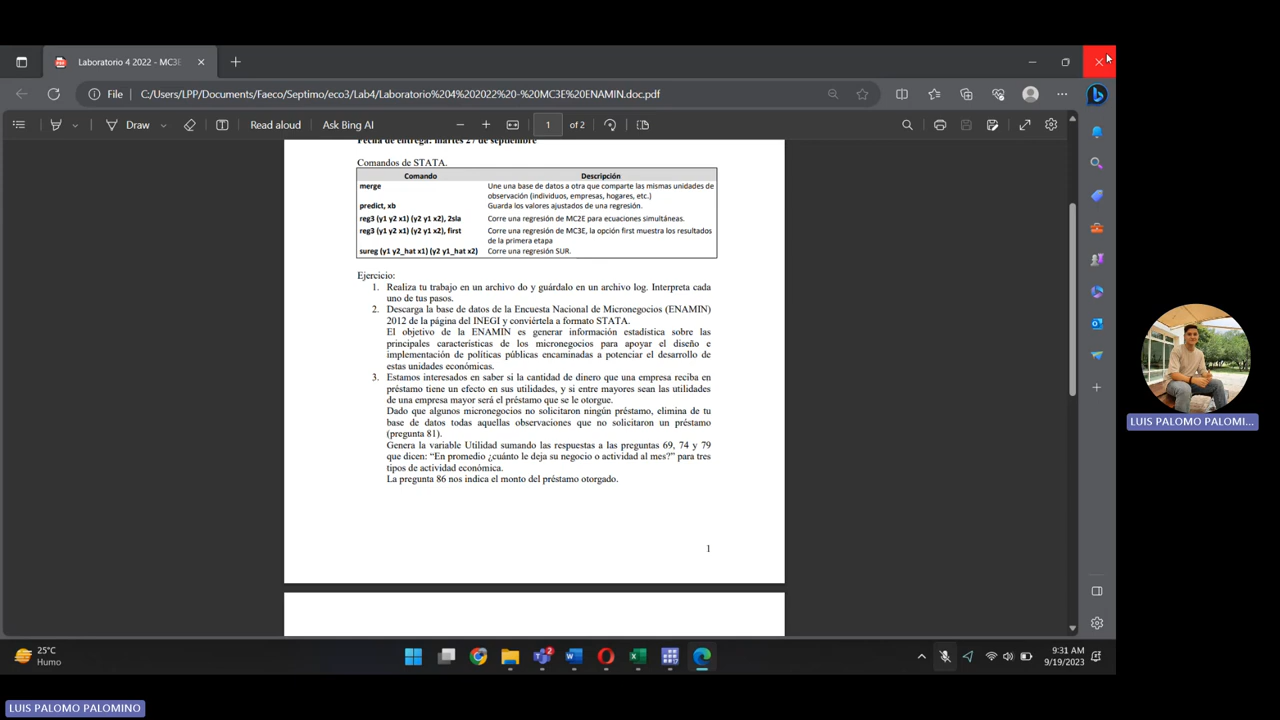 Laboratorio 4 2022 - MC3E
File
C:/Users/LPP/Documents/Faeco/Septimo/eco3/Lab4/Laboratorio%204%202022%20-%20MC3E%20ENAMIN.doc.pdf
Draw
Read aloud
Ask Bing AI
1
of 2
Fecha de entrega: martes 27 de septiembre
Comandos de STATA.
Comando Descripción
merge Une una base de datos a otra que comparte las mismas unidades de
observación (individuos, empresas, hogares, etc.)
predict, xb Guarda los valores ajustados de una regresión.
reg3 (y1 y2 x1) (y2 y1 x2), 2sla Corre una regresión de MC2E para ecuaciones simultáneas.
reg3 (y1 y2 x1) (y2 y1 x2), first Corre una regresión de MC3E, la opción first muestra los resultados
de la primera etapa
sureg (y1 y2_hat x1) (y2 y1_hat x2) Corre una regresión SUR.
Ejercicio:
1. Realiza tu trabajo en un archivo do y guárdalo en un archivo log. Interpreta cada
uno de tus pasos.
2. Descarga la base de datos de la Encuesta Nacional de Micronegocios (ENAMIN)
2012 de la página del INEGI y conviértela a formato STATA.
El objetivo de la ENAMIN es generar información estadística sobre las
principales características de los micronegocios para apoyar el diseño e
implementación de políticas públicas encaminadas a potenciar el desarrollo de
estas unidades económicas.
3. Estamos interesados en saber si la cantidad de dinero que una empresa reciba en
préstamo tiene un efecto en sus utilidades, y si entre mayores sean las utilidades
de una empresa mayor será el préstamo que se le otorgue.
Dado que algunos micronegocios no solicitaron ningún préstamo, elimina de tu
base de datos todas aquellas observaciones que no solicitaron un préstamo
(pregunta 81).
Genera la variable Utilidad sumando las respuestas a las preguntas 69, 74 y 79
que dicen: “En promedio ¿cuánto le deja su negocio o actividad al mes?” para tres
tipos de actividad económica.
La pregunta 86 nos indica el monto del préstamo otorgado.
1
LUIS PALOMO PALOMI...
25°C
Humo
2
9:31 AM
9/19/2023
LUIS PALOMO PALOMINO